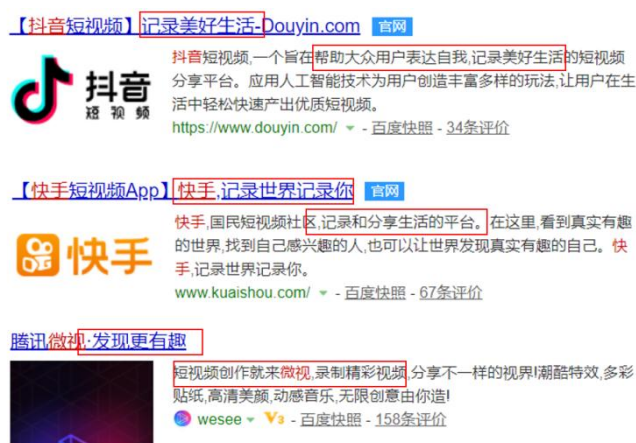 【抖音短视频】记录美好生活-Douyin.com 官网
抖音短视频,一个旨在帮助大众用户表达自我,记录美好生活的短视频
分享平台。应用人工智能技术为用户创造丰富多样的玩法,让用户在生
活中轻松快速产出优质短视频。
抖音
短视频
https://www.douyin.com/ - 百度快照 - 34条评价
【快手短视频App】快手,记录世界记录你 官网
快手,国民短视频社区,记录和分享生活的平台。在这里,看到真实有趣
的世界,找到自己感兴趣的人,也可以让世界发现真实有趣的自己。快
手,记录世界记录你。
快手
www.kuaishou.com/ - 百度快照 - 67条评价
腾讯微视·发现更有趣
短视频创作就来微视,录制精彩视频,分享不一样的视界!潮酷特效,多彩
贴纸,高清美颜,动感音乐,无限创意由你造!
wesee V3 - 百度快照 - 158条评价